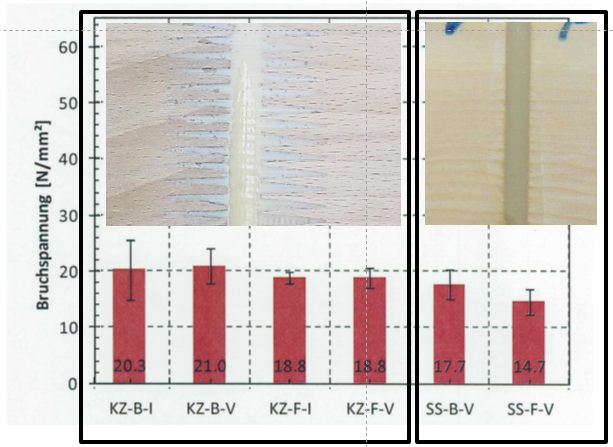 Bruchspannung [N/mm²]
60
50
40
30
20
10
0
20.3 21.0 18.8 18.8 17.7 14.7
KZ-B-I KZ-B-V KZ-F-I KZ-F-V SS-B-V SS-F-V